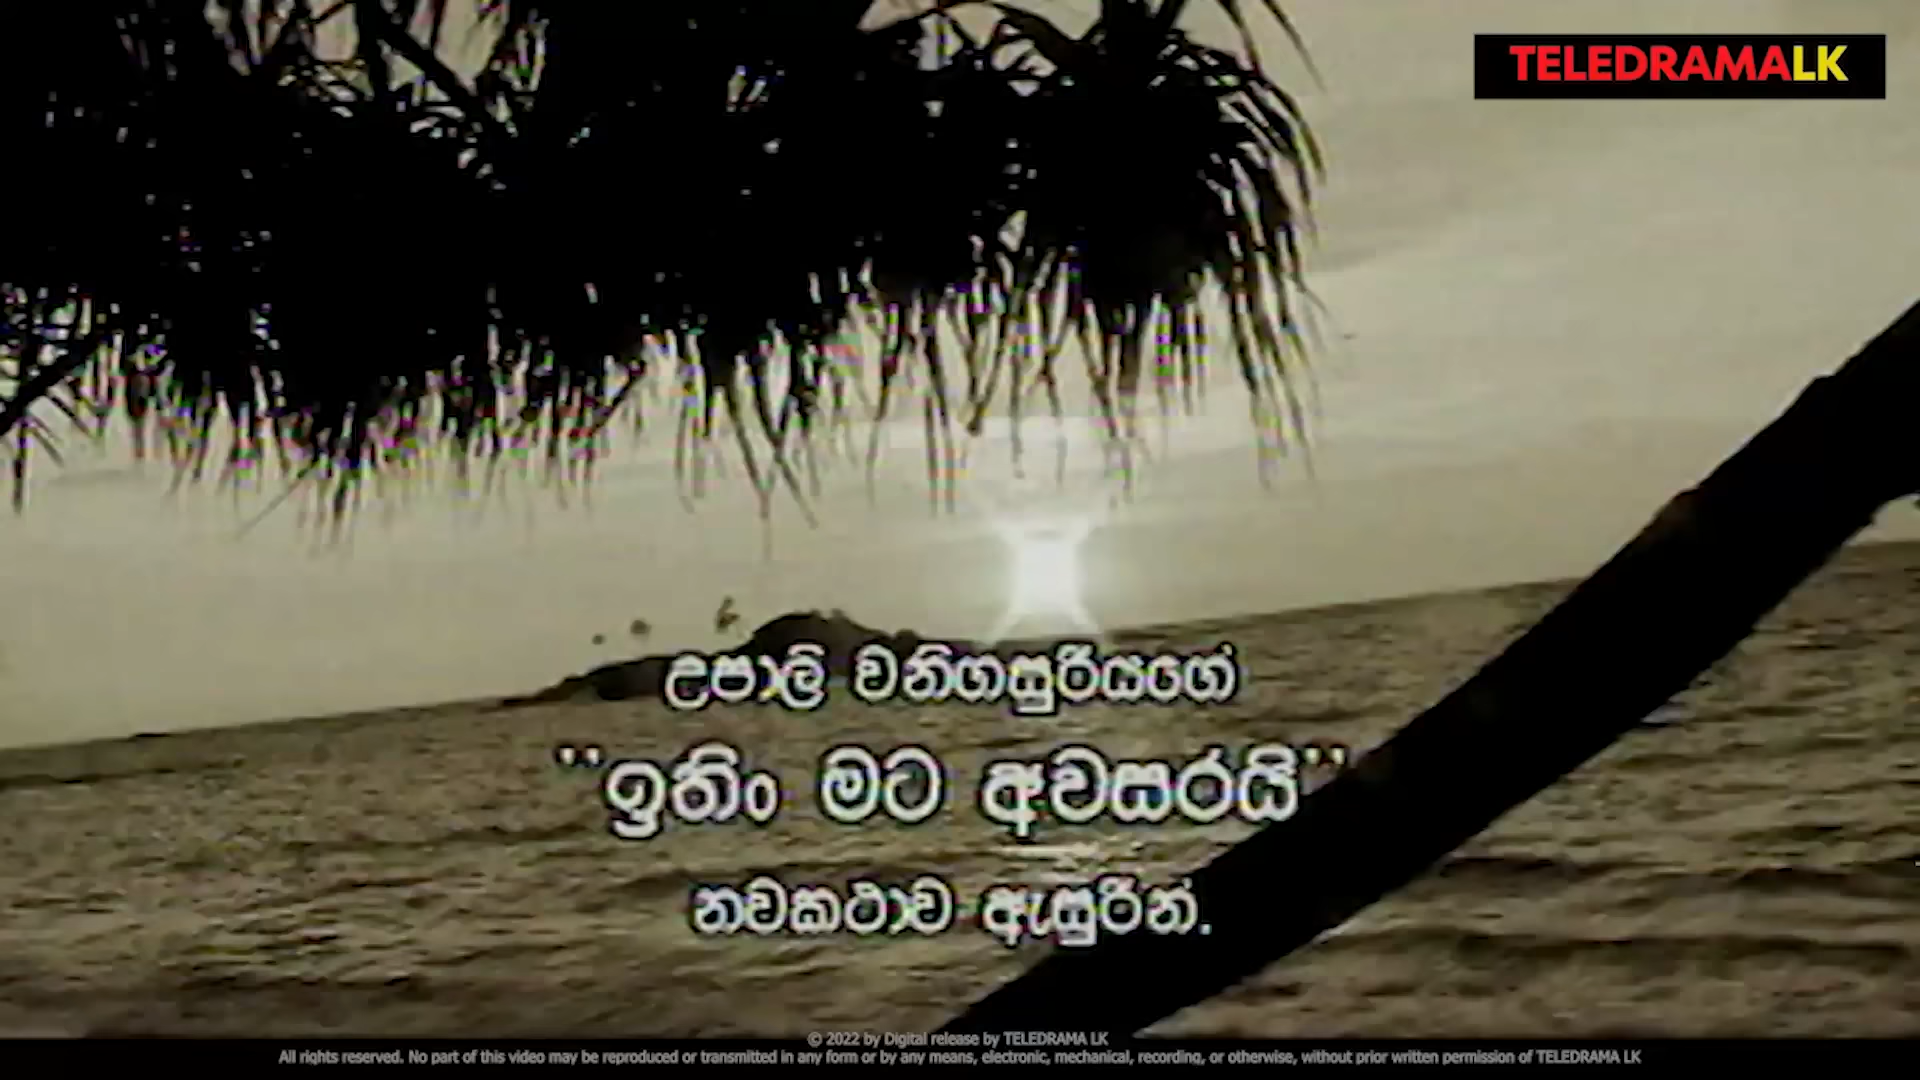 TELEDRAMALK
උපාලි වනිගසූරියගේ
"ඉතිං මට අවසරයි"
නවකථාව ඇසුරින්.
© 2022 by Digital release by TELEDRAMA LK
All rights reserved. No part of this video may be reproduced or transmitted in any form or by any means, electronic, mechanical, recording, or otherwise, without prior written permission of TELEDRAMA LK